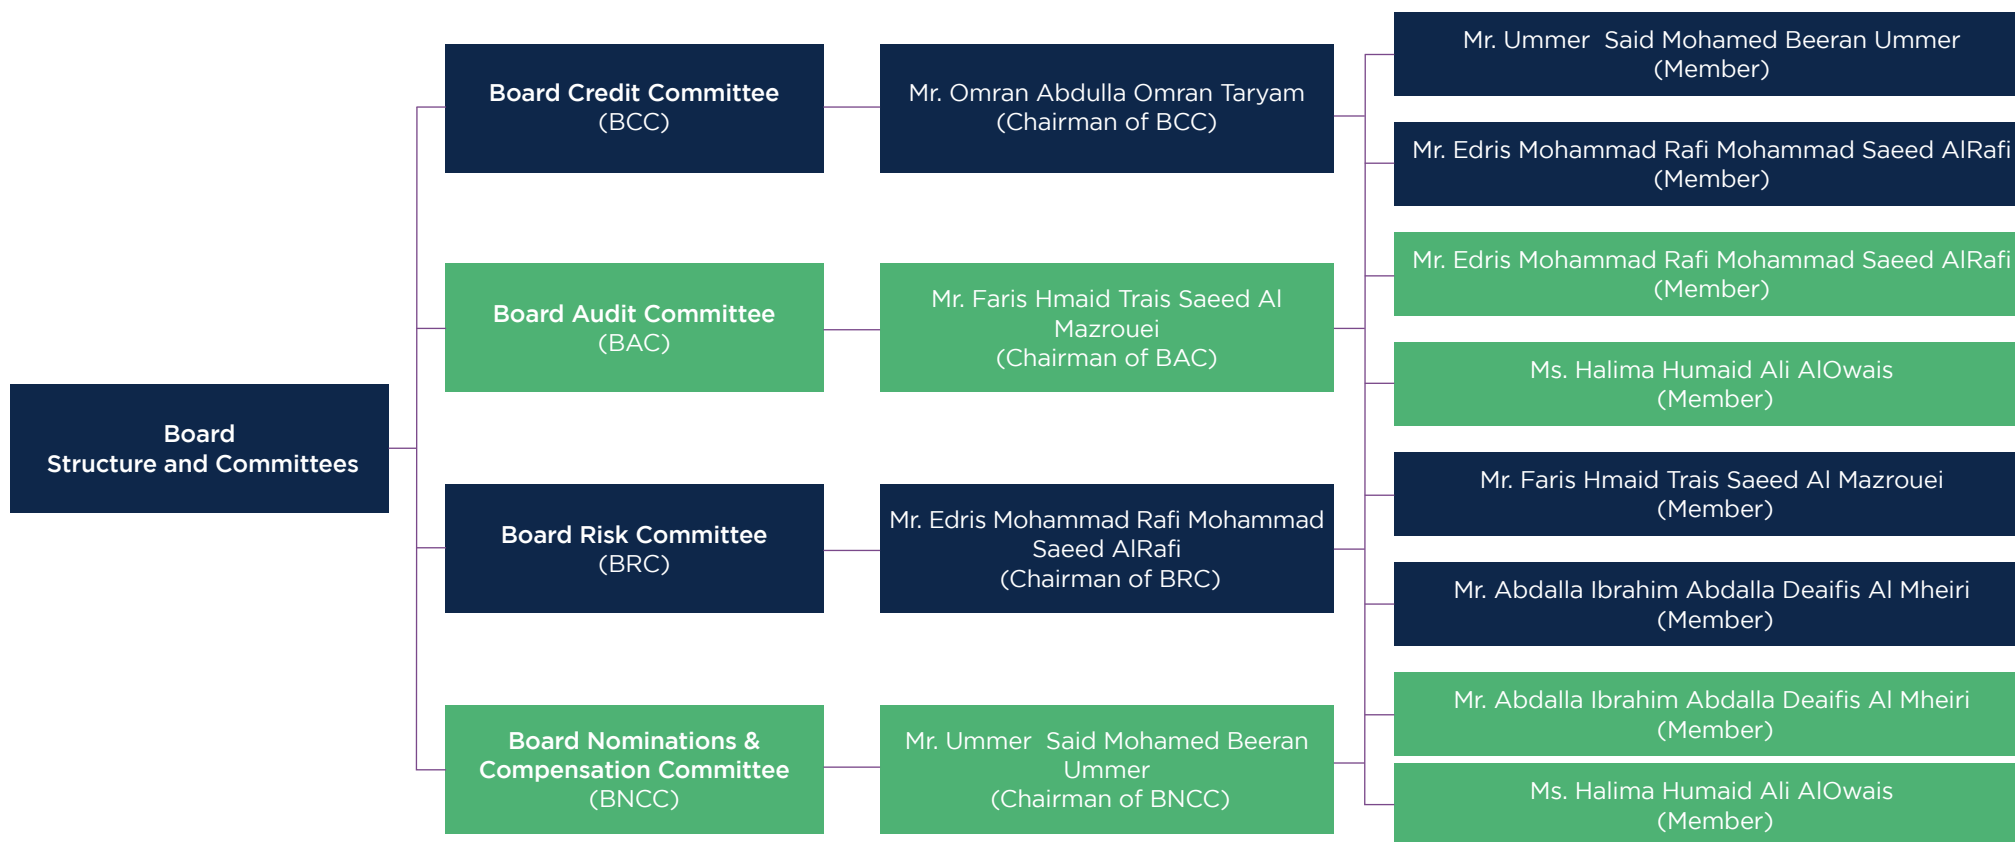 Board
Structure and Committees
Board Credit Committee
(BCC)
Mr. Omran Abdulla Omran Taryam
(Chairman of BCC)
Mr. Ummer  Said Mohamed Beeran Ummer
(Member)
Mr. Edris Mohammad Rafi Mohammad Saeed AlRafi
(Member)
Board Audit Committee
(BAC)
Mr. Faris Hmaid Trais Saeed Al
Mazrouei
(Chairman of BAC)
Mr. Edris Mohammad Rafi Mohammad Saeed AlRafi
(Member)
Ms. Halima Humaid Ali AlOwais
(Member)
Board Risk Committee
(BRC)
Mr. Edris Mohammad Rafi Mohammad
Saeed AlRafi
(Chairman of BRC)
Mr. Faris Hmaid Trais Saeed Al Mazrouei
(Member)
Mr. Abdalla Ibrahim Abdalla Deaifis Al Mheiri
(Member)
Board Nominations &
Compensation Committee
(BNCC)
Mr. Ummer  Said Mohamed Beeran
Ummer
(Chairman of BNCC)
Mr. Abdalla Ibrahim Abdalla Deaifis Al Mheiri
(Member)
Ms. Halima Humaid Ali AlOwais
(Member)